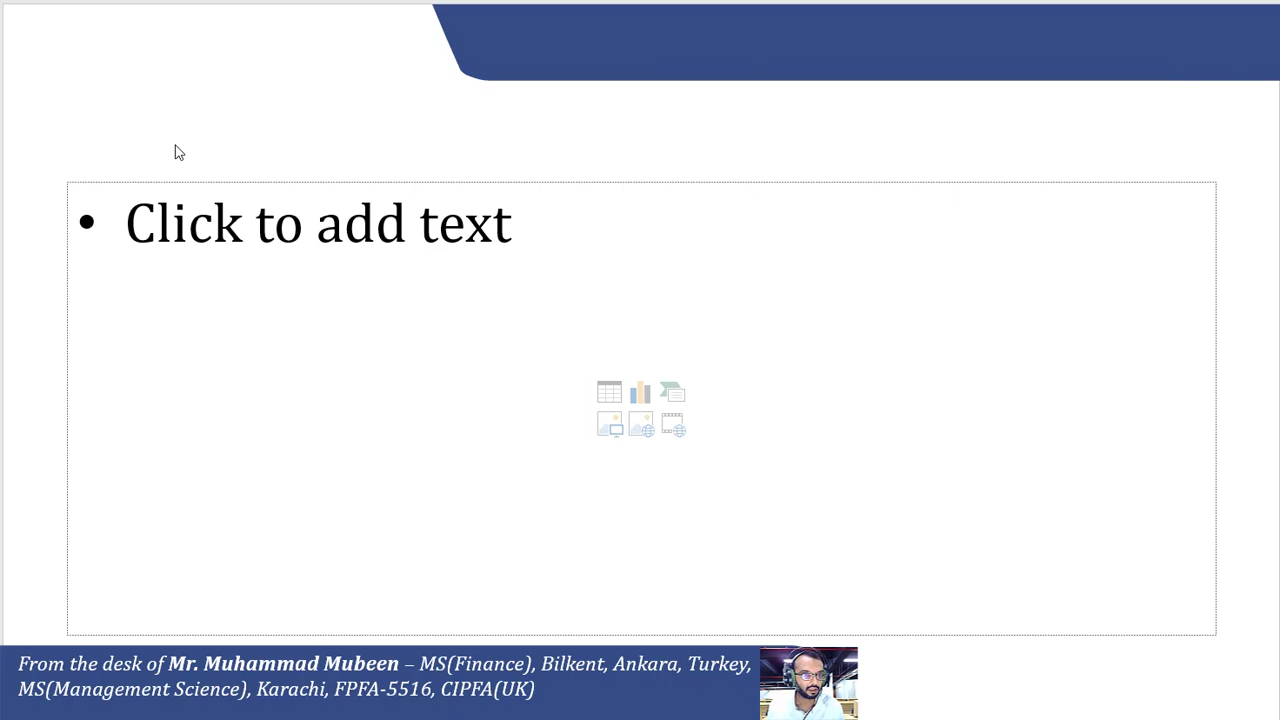 • Click to add text
From the desk of Mr. Muhammad Mubeen – MS(Finance), Bilkent, Ankara, Turkey,
MS(Management Science), Karachi, FPFA-5516, CIPFA(UK)